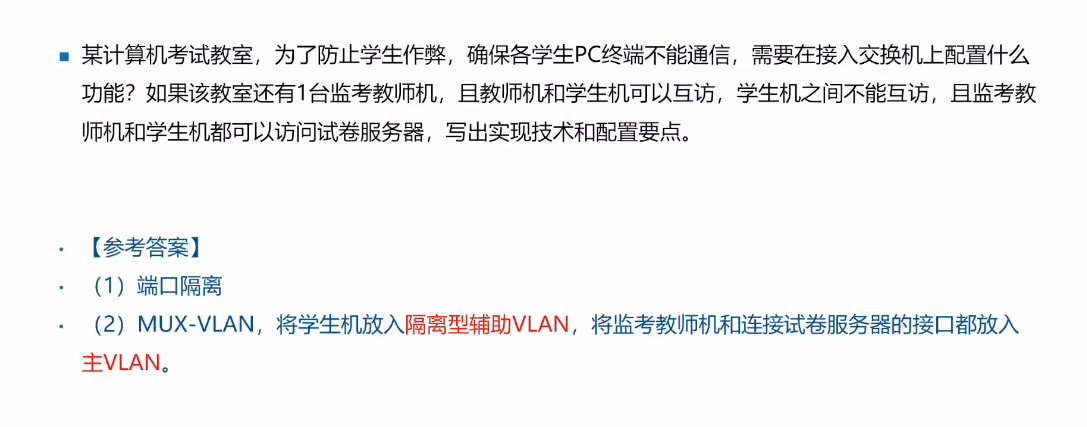 某计算机考试教室，为了防止学生作弊，确保各学生PC终端不能通信，需要在接入交换机上配置什么
功能？如果该教室还有1台监考教师机，且教师机和学生机可以互访，学生机之间不能互访，且监考教
师机和学生机都可以访问试卷服务器，写出实现技术和配置要点。
【参考答案】
（1）端口隔离
（2）MUX-VLAN，将学生机放入隔离型辅助VLAN，将监考教师机和连接试卷服务器的接口都放入
主VLAN。